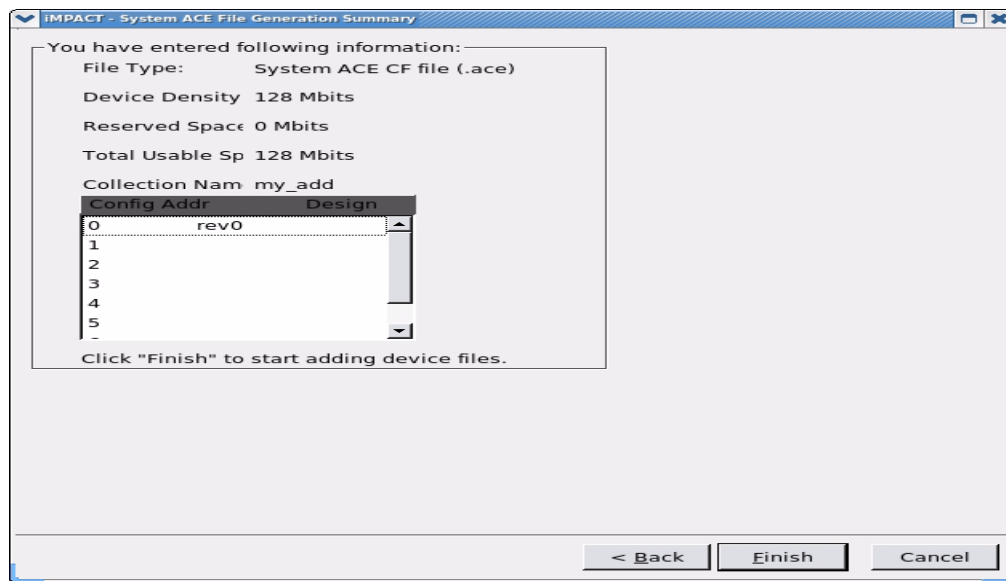 iMPACT - System ACE File Generation Summary
You have entered following information:
File Type: System ACE CF file (.ace)
Device Density 128 Mbits
Reserved Space 0 Mbits
Total Usable Sp 128 Mbits
Collection Nam my_add
Config Addr Design
0 rev0
1
2
3
4
5
Click "Finish" to start adding device files.
< Back Finish Cancel